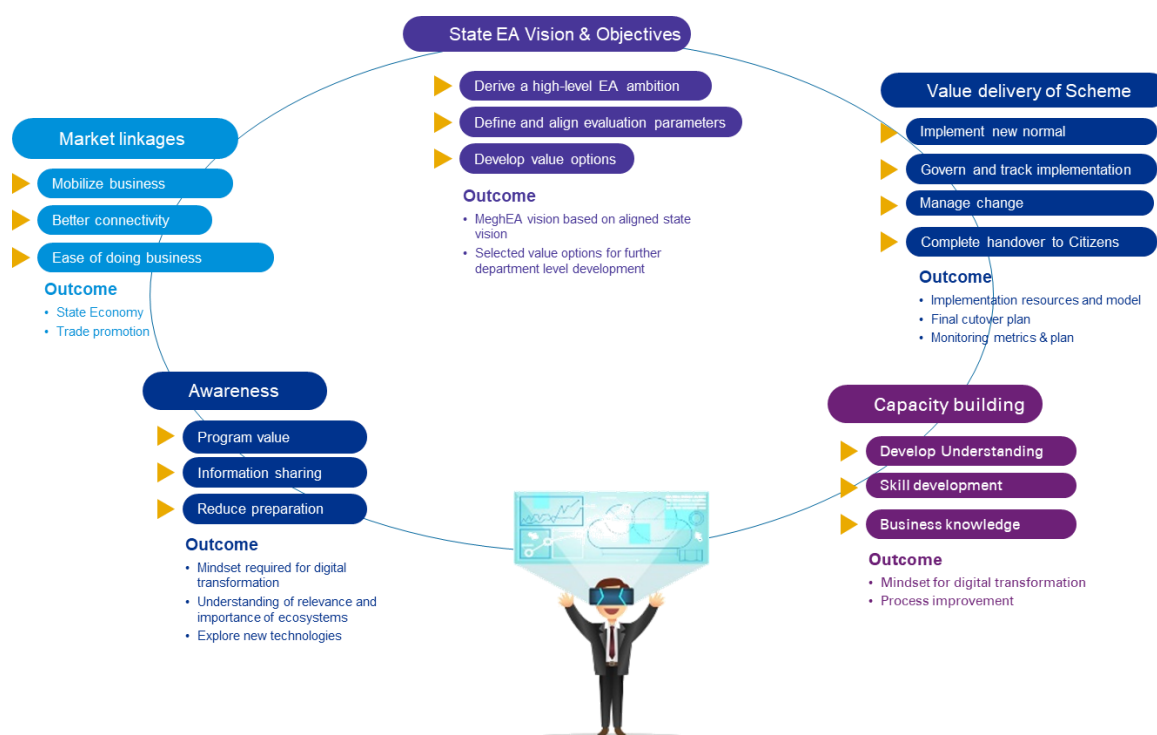 State EA Vision & Objectives
Derive a high-level EA ambition
Define and align evaluation parameters
Develop value options
Outcome
• MeghEA vision based on aligned state
vision
• Selected value options for further
department level development
Value delivery of Scheme
Implement new normal
Govern and track implementation
Manage change
Complete handover to Citizens
Outcome
• Implementation resources and model
• Final cutover plan
• Monitoring metrics & plan
Market linkages
Mobilize business
Better connectivity
Ease of doing business
Outcome
• State Economy
• Trade promotion
Awareness
Program value
Information sharing
Reduce preparation
Outcome
• Mindset required for digital
transformation
• Understanding of relevance and
importance of ecosystems
• Explore new technologies
Capacity building
Develop Understanding
Skill development
Business knowledge
Outcome
• Mindset for digital transformation
• Process improvement